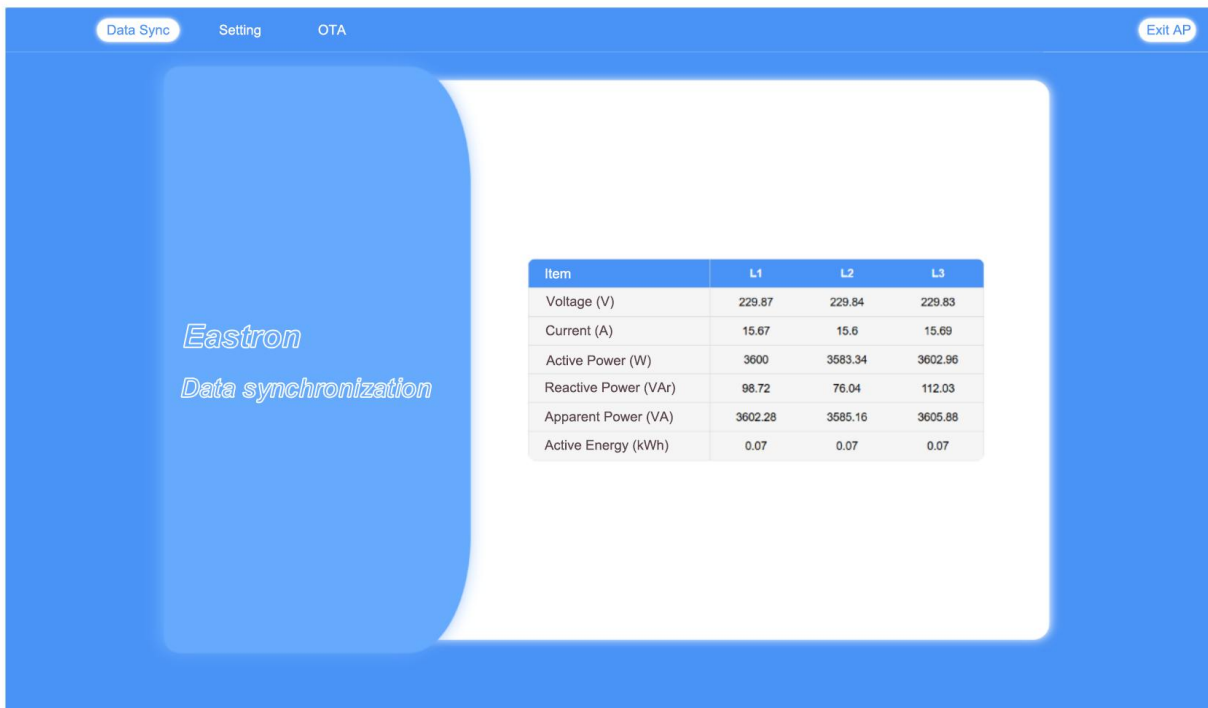 Data Sync Setting OTA Exit AP
Eastron
Data synchronization
Item L1 L2 L3
Voltage (V) 229.87 229.84 229.83
Current (A) 15.67 15.6 15.69
Active Power (W) 3600 3583.34 3602.96
Reactive Power (VAr) 98.72 76.04 112.03
Apparent Power (VA) 3602.28 3585.16 3605.88
Active Energy (kWh) 0.07 0.07 0.07